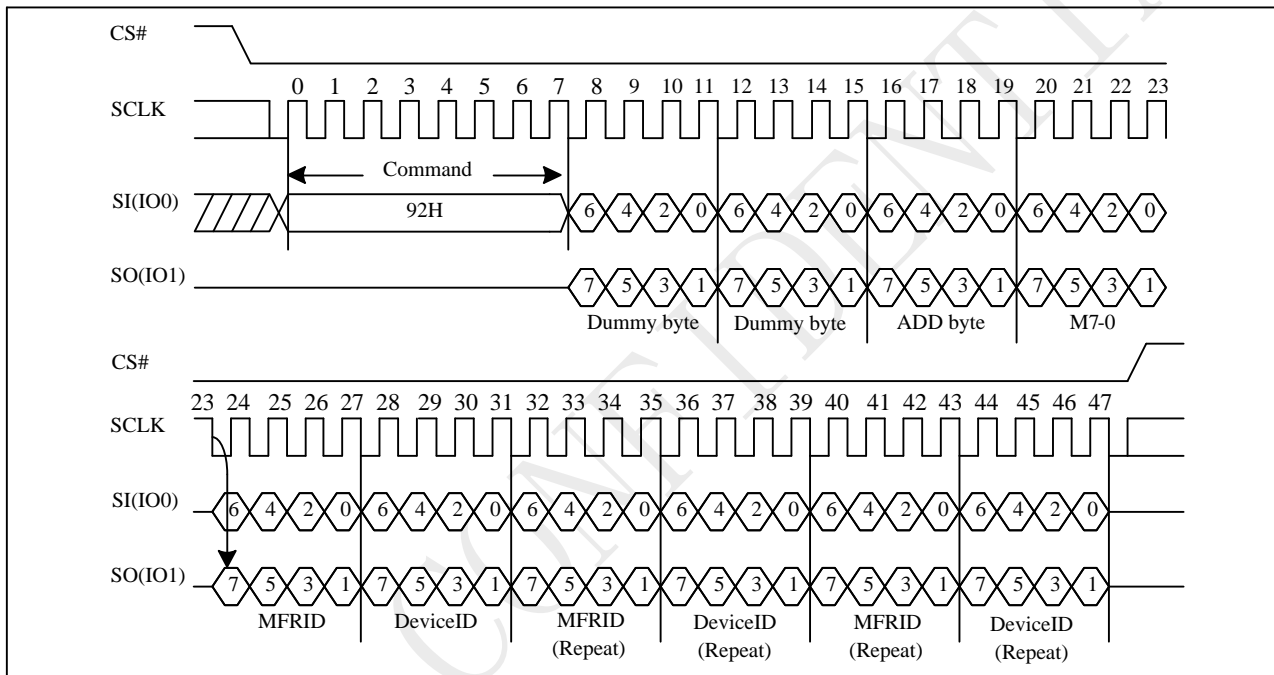 CS#
0 1 2 3 4 5 6 7 8 9 10 11 12 13 14 15 16 17 18 19 20 21 22 23
SCLK
Command
SI(IO0) 92H 6 4 2 0 6 4 2 0 6 4 2 0 6 4 2 0
SO(IO1) 7 5 3 1 7 5 3 1 7 5 3 1 7 5 3 1
Dummy byte Dummy byte ADD byte M7-0
CS#
23 24 25 26 27 28 29 30 31 32 33 34 35 36 37 38 39 40 41 42 43 44 45 46 47
SCLK
SI(IO0) 6 4 2 0 6 4 2 0 6 4 2 0 6 4 2 0 6 4 2 0 6 4 2 0
SO(IO1) 7 5 3 1 7 5 3 1 7 5 3 1 7 5 3 1 7 5 3 1 7 5 3 1
MFRID DeviceID MFRID DeviceID MFRID DeviceID
(Repeat) (Repeat) (Repeat) (Repeat)
CONFIDENTI